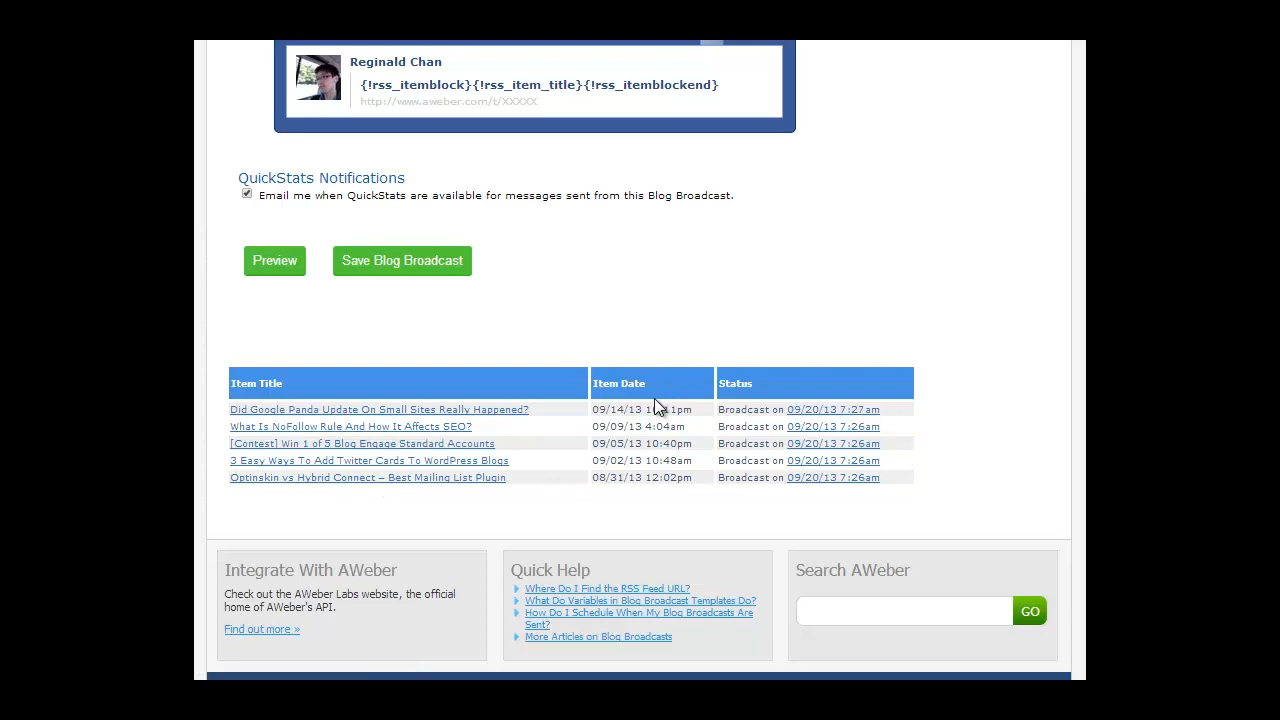 Reginald Chan
{!rss_itemblock}{!rss_item_title}{!rss_itemblockend}
http://www.aweber.com/t/XXXXX
QuickStats Notifications
Email me when QuickStats are available for messages sent from this Blog Broadcast.
Preview Save Blog Broadcast
Item Title Item Date Status
Did Google Panda Update On Small Sites Really Happened? 09/14/13 Broadcast on 09/20/13 7:27am
What Is NoFollow Rule And How It Affects SEO? 09/09/13 4:04am Broadcast on 09/20/13 7:26am
[Contest] Win 1 of 5 Blog Engage Standard Accounts 09/05/13 10:40pm Broadcast on 09/20/13 7:26am
3 Easy Ways To Add Twitter Cards To WordPress Blogs 09/02/13 10:48am Broadcast on 09/20/13 7:26am
Optinskin vs Hybrid Connect – Best Mailing List Plugin 08/31/13 12:02pm Broadcast on 09/20/13 7:26am
Integrate With AWeber
Check out the AWeber Labs website, the official
home of AWeber's API.
Find out more »
Quick Help
Where Do I Find the RSS Feed URL?
What Do Variables in Blog Broadcast Templates Do?
How Do I Schedule When My Blog Broadcasts Are
Sent?
More Articles on Blog Broadcasts
Search AWeber
GO